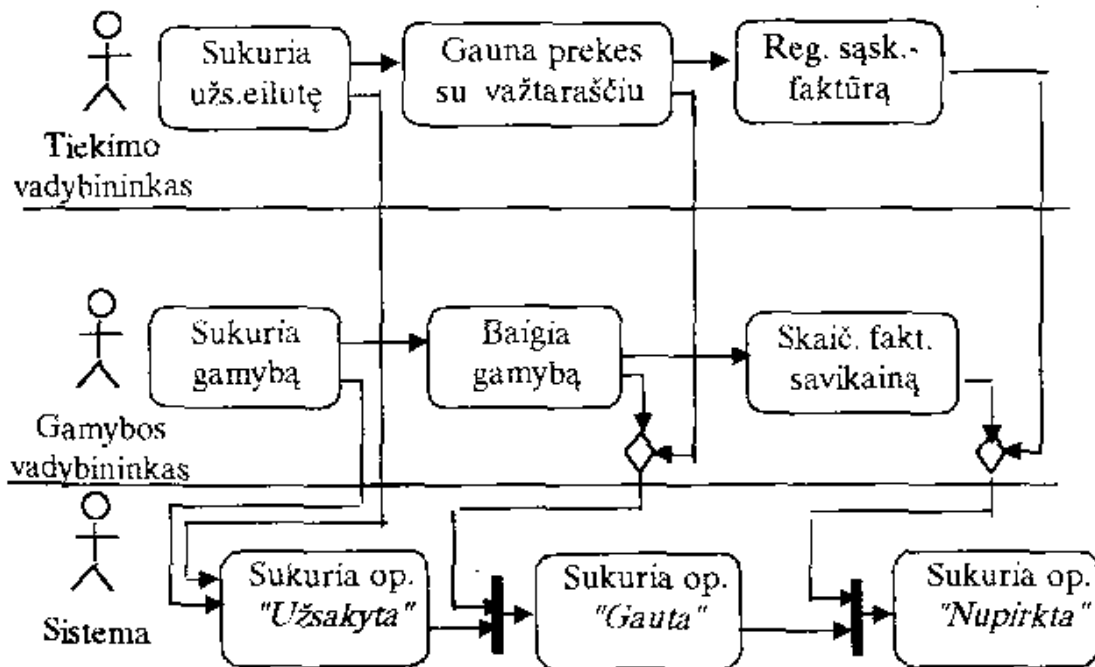 Sukuria
užs.eilutę
Gauna prekes
su važtaraščiu
Reg. sąsk.-
faktūrą
Tiekimo
vadybininkas
Sukuria
gamybą
Baigia
gamybą
Skaič. fakt.
savikainą
Gamybos
vadybininkas
Sukuria op.
"Užsakyta"
Sukuria op.
"Gauta"
Sukuria op.
"Nupirkta"
Sistema